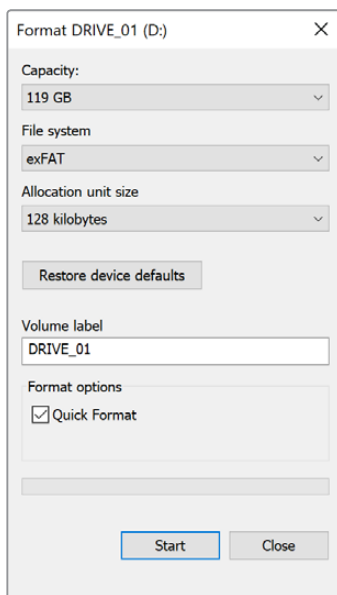 Format DRIVE_01 (D:)
Capacity:
119 GB
File system
exFAT
Allocation unit size
128 kilobytes
Restore device defaults
Volume label
DRIVE_01
Format options
Quick Format
Start Close